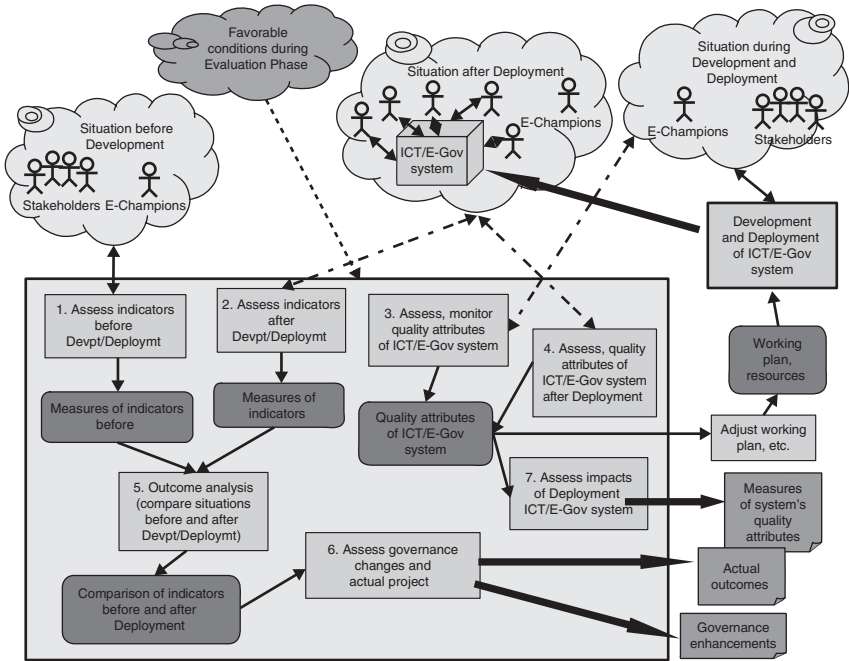 Favorable
conditions during
Evaluation Phase
Situation after Deployment
E-Champions
ICT/E-Gov
system
Situation during
Development and
Deployment
E-Champions
Stakeholders
Situation before
Development
Stakeholders E-Champions
Development
and Deployment
of ICT/E-Gov
system
1. Assess indicators
before
Devpt/Deploymt
2. Assess indicators
after
Devpt/Deploymt
3. Assess, monitor
quality attributes
of ICT/E-Gov system
4. Assess, quality
attributes of
ICT/E-Gov system
after Deployment
Working
plan,
resources
Measures of indicators
before
Measures of
indicators
Quality attributes
of ICT/E-Gov
system
Adjust working
plan, etc.
5. Outcome analysis
(compare situations
before and after
Devpt/Deploymt)
7. Assess impacts
of Deployment
ICT/E-Gov system
Measures
of system's
quality
attributes
6. Assess governance
changes and
actual project
Actual
outcomes
Comparison of indicators
before and after
Deployment
Governance
enhancements